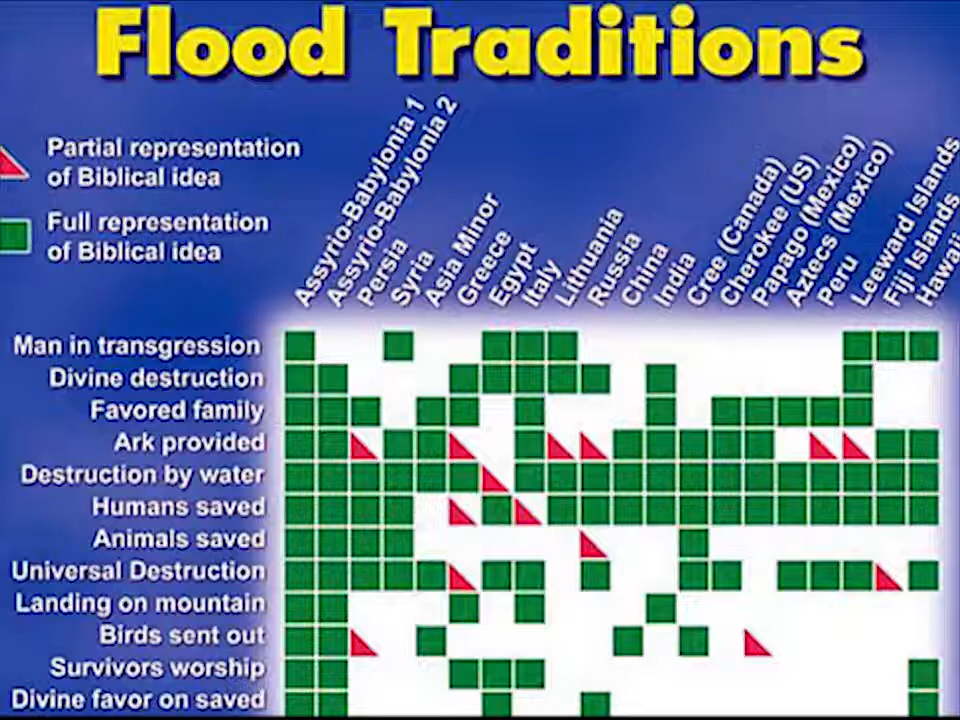 Flood Traditions
Partial representation
of Biblical idea
Full representation
of Biblical idea
Assyrio-Babylonia 1
Assyrio-Babylonia 2
Persia
Syria
Asia Minor
Greece
Egypt
Italy
Lithuania
Russia
China
India
Cree (Canada)
Cherokee (US)
Papago (Mexico)
Aztecs (Mexico)
Peru
Leeward Islands
Fiji Islands
Hawaii
Man in transgression
Divine destruction
Favored family
Ark provided
Destruction by water
Humans saved
Animals saved
Universal Destruction
Landing on mountain
Birds sent out
Survivors worship
Divine favor on saved